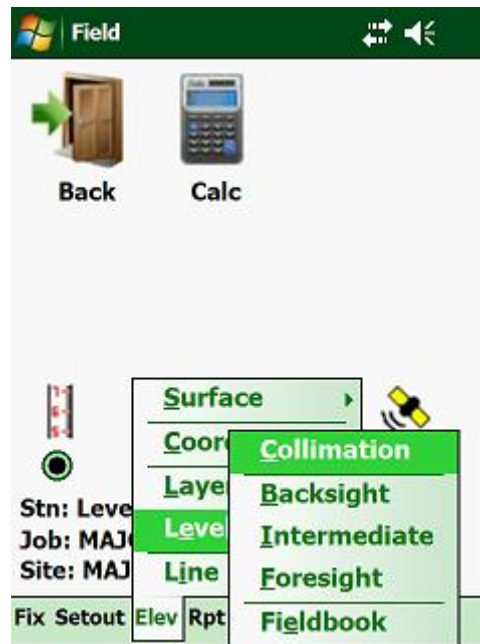 Field
Back Calc
Surface
Coor
Collimation
Laye
Backsight
Stn: Leve
Leve
Intermediate
Job: MAJ
Site: MAJ
Line
Foresight
Fix Setout Elev Rpt
Fieldbook